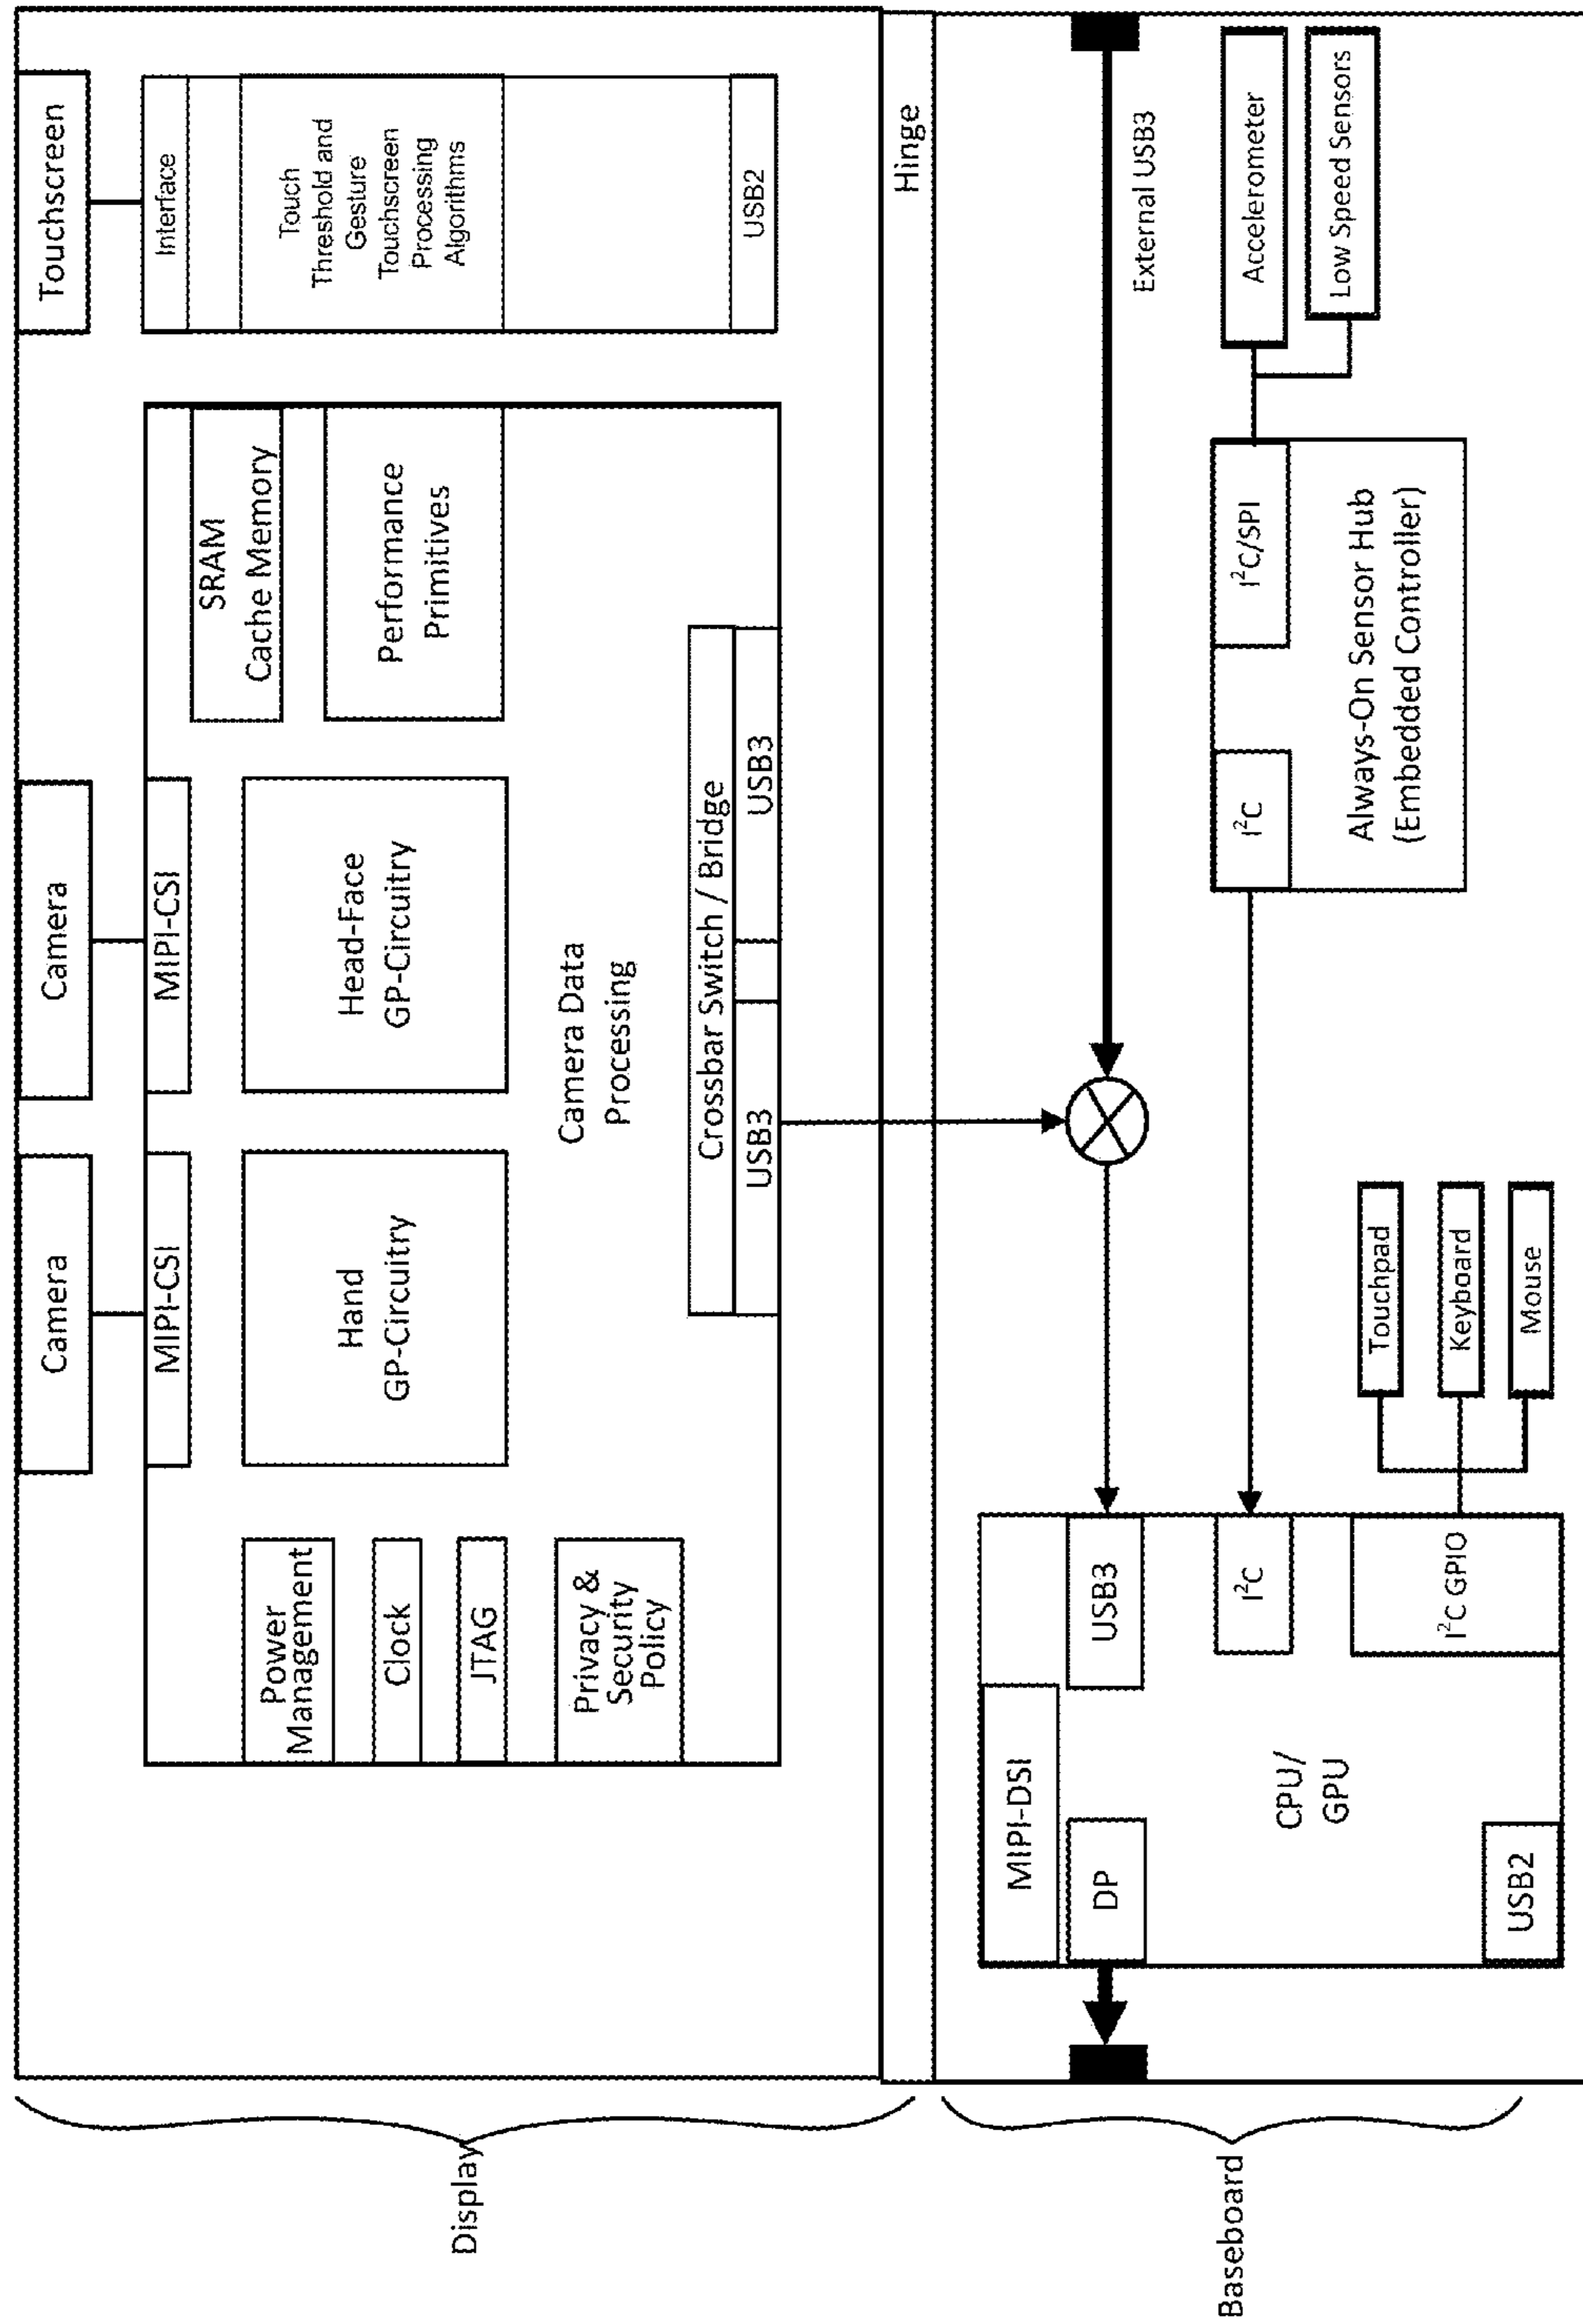 Display
Camera
Camera
Touchscreen
MIPI-CSI
MIPI-CSI
Interface
Power
Management
Clock
JTAG
Privacy &
Security
Policy
Hand
GP-Circuitry
Head-Face
GP-Circuitry
SRAM
Cache Memory
Performance
Primitives
Camera Data
Processing
Crossbar Switch / Bridge
USB3
USB3
Touch
Threshold and
Gesture
Touchscreen
Processing
Algorithms
USB2
Hinge
Baseboard
MIPI-DSI
DP
USB3
I²C
I²C GPIO
CPU/
GPU
USB2
External USB3
Touchpad
Keyboard
Mouse
I²C
I²C/SPI
Always-On Sensor Hub
(Embedded Controller)
Accelerometer
Low Speed Sensors